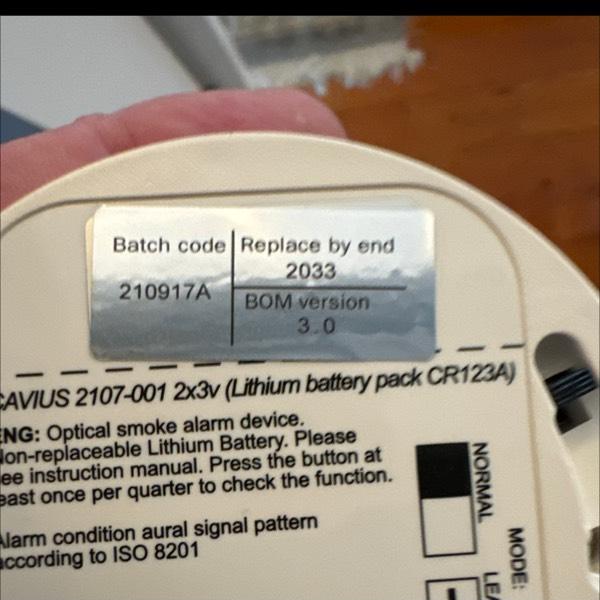 Batch code
210917A
Replace by end
2033
BOM version
3.0
CAVIUS 2107-001 2x3v (Lithium battery pack CR123A)
ENG: Optical smoke alarm device.
Non-replaceable Lithium Battery. Please
see instruction manual. Press the button at
least once per quarter to check the function.
Alarm condition aural signal pattern
according to ISO 8201
NORMAL
MODE: